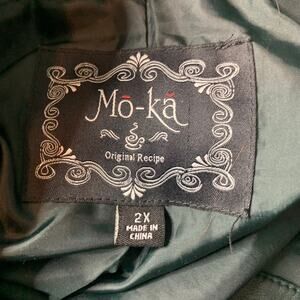 Mō-kā
Original Recipe
2X
MADE IN
CHINA